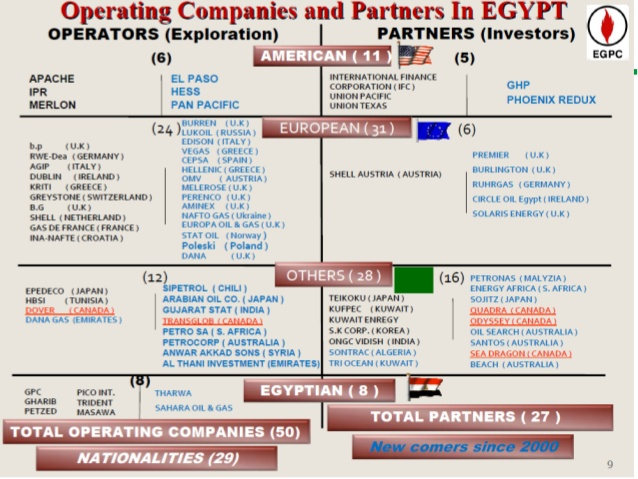 Operating Companies and Partners In EGYPT
OPERATORS (Exploration)
PARTNERS (Investors)
EGPC
(6)
AMERICAN ( 11 )
(5)
APACHE
IPR
MERLON
EL PASO
HESS
PAN PACIFIC
INTERNATIONAL FINANCE
CORPORATION ( IFC )
UNION PACIFIC
UNION TEXAS
GHP
PHOENIX REDUX
(24)
EUROPEAN ( 31 )
(6)
b.p (U.K)
RWE-Dea (GERMANY)
AGIP (ITALY)
DUBLIN (IRELAND)
KRITI (GREECE)
GREYSTONE (SWITZERLAND)
B.G (U.K)
SHELL (NETHERLAND)
GAS DE FRANCE (FRANCE)
INA-NAFTE (CROATIA)
BURREN (U.K)
LUKOIL (RUSSIA)
EDISON (ITALY)
VEGAS (GREECE)
CEPSA (SPAIN)
HELLENIC (GREECE)
OMV (AUSTRIA)
MELEROSE (U.K)
PERENCO (U.K)
AMINEX (U.K)
NAFTO GAS (Ukraine)
EUROPA OIL & GAS (U.K)
STAT OIL (Norway)
Poleski (Poland)
DANA (U.K)
SHELL AUSTRIA (AUSTRIA)
PREMIER (U.K)
BURLINGTON (U.K)
RUHRGAS (GERMANY)
CIRCLE OIL Egypt (IRELAND)
SOLARIS ENERGY (U.K)
(12)
OTHERS ( 28 )
(16)
EPEDECO (JAPAN)
HBSI (TUNISIA)
DOVER (CANADA)
DANA GAS (EMIRATES)
SIPETROL ( CHILI )
ARABIAN OIL CO. ( JAPAN )
GUJARAT STAT ( INDIA )
TRANSGLOB ( CANADA )
PETRO SA ( S. AFRICA )
PETROCORP ( AUSTRALIA )
ANWAR AKKAD SONS ( SYRIA )
AL THANI INVESTMENT (EMIRATES)
TEIKOKU (JAPAN)
KUFPEC (KUWAIT)
KUWAIT ENREGY
S.K CORP. (KOREA)
ONGC VIDISH (INDIA)
SONTRAC (ALGERIA)
TRI OCEAN (KUWAIT)
PETRONAS (MALYZIA)
ENERGY AFRICA (S. AFRICA)
SOJITZ (JAPAN)
QUADRA (CANADA)
ODYSSEY (CANADA)
OIL SEARCH (AUSTRALIA)
SANTOS (AUSTRALIA)
SEA DRAGON (CANADA)
BEACH (AUSTRALIA)
(8)
EGYPTIAN ( 8 )
GPC
GHARIB
PETZED
PICO INT.
TRIDENT
MASAWA
THARWA
SAHARA OIL & GAS
TOTAL OPERATING COMPANIES (50)
NATIONALITIES (29)
TOTAL PARTNERS ( 27 )
New comers since 2000
9